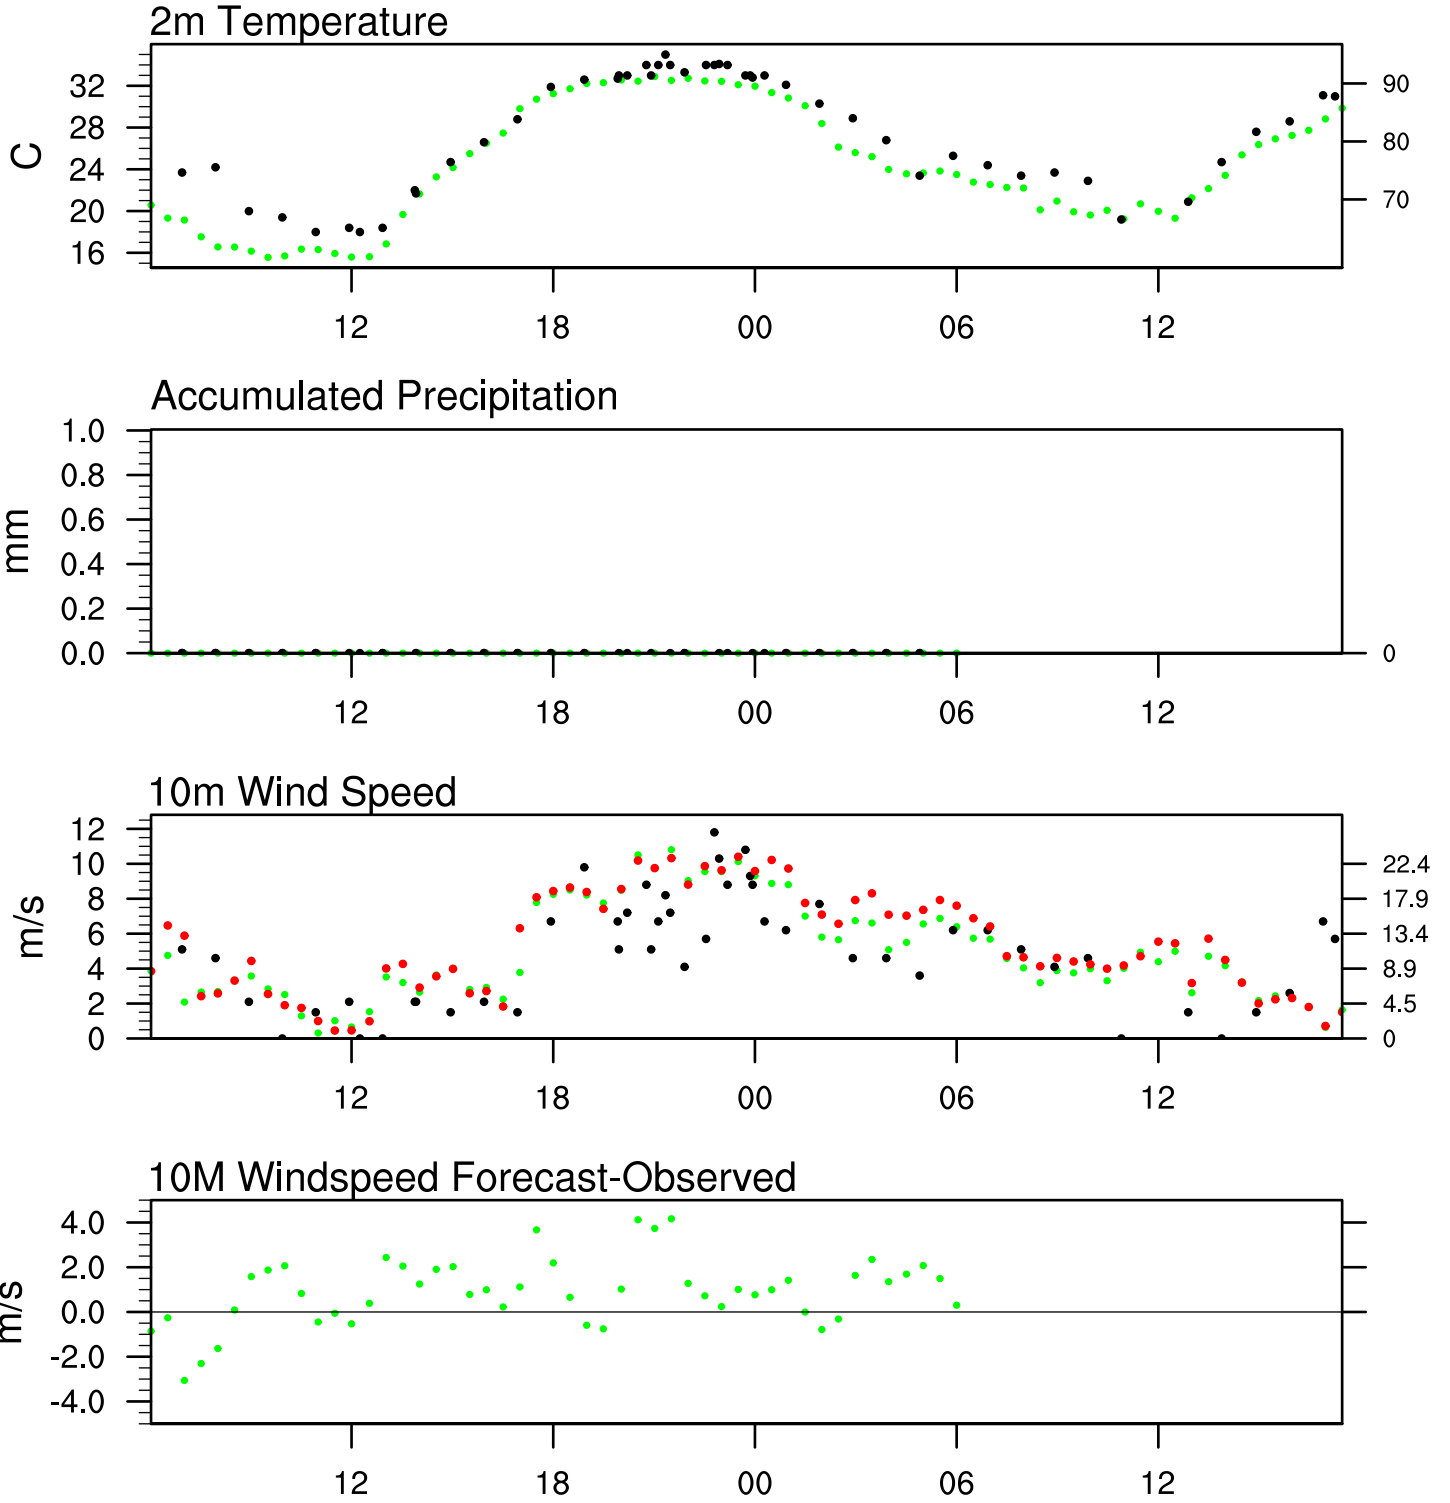 2m Temperature
C
32
28
24
20
16
90
80
70
12 18 00 06 12
Accumulated Precipitation
mm
1.0
0.8
0.6
0.4
0.2
0.0
0
12 18 00 06 12
10m Wind Speed
m/s
12
10
8
6
4
2
0
22.4
17.9
13.4
8.9
4.5
0
12 18 00 06 12
10M Windspeed Forecast-Observed
m/s
4.0
2.0
0.0
-2.0
-4.0
12 18 00 06 12